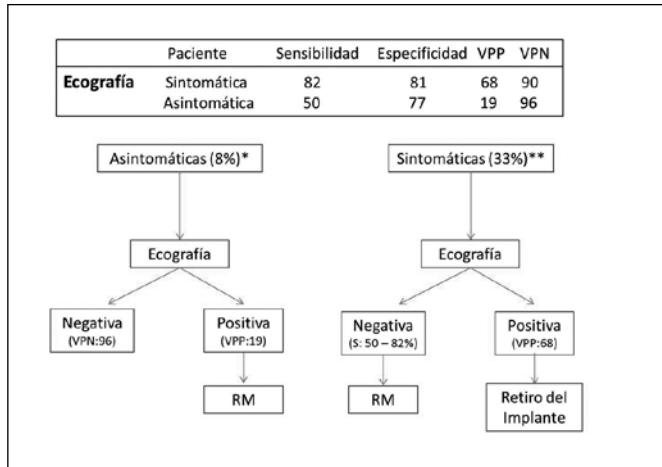 Paciente Sensibilidad Especificidad VPP VPN
Ecografía Sintomática 82 81 68 90
Asintomática 50 77 19 96
Asintomáticas (8%)* Sintomáticas (33%)**
Ecografía Ecografía
Negativa Positiva Negativa Positiva
(VPN:96) (VPP:19) (S: 50 – 82%) (VPP:68)
RM RM Retiro del
Implante